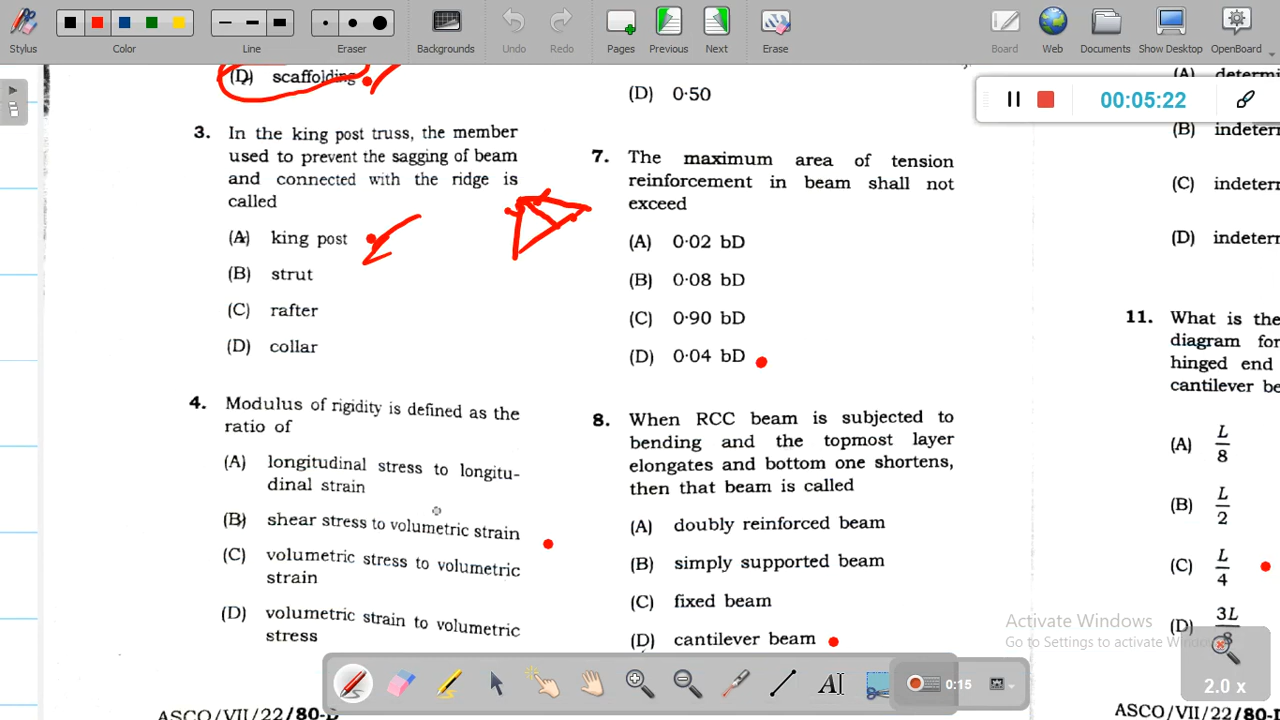 Stylus
Color
Line
Eraser
Backgrounds
Undo
Redo
Pages
Previous
Next
Erase
Board
Web
Documents
Show Desktop
OpenBoard
00:05:22
(D) scaffolding
3. In the king post truss, the member
used to prevent the sagging of beam
and connected with the ridge is
called
(A) king post
(B) strut
(C) rafter
(D) collar
4. Modulus of rigidity is defined as the
ratio of
(A) longitudinal stress to longitu-
dinal strain
(B) shear stress to volumetric strain
(C) volumetric stress to volumetric
strain
(D) volumetric strain to volumetric
stress
ASCO/VII/22/80-D
(D) 0·50
7. The maximum area of tension
reinforcement in beam shall not
exceed
(A) 0·02 bD
(B) 0·08 bD
(C) 0·90 bD
(D) 0·04 bD
8. When RCC beam is subjected to
bending and the topmost layer
elongates and bottom one shortens,
then that beam is called
(A) doubly reinforced beam
(B) simply supported beam
(C) fixed beam
(D) cantilever beam
(A) determi
(B) indeterm
(C) indeterm
(D) indeterm
11. What is the
diagram for
hinged end
cantilever be
(A) L/8
(B) L/2
(C) L/4
(D) 3L/8
ASCO/VII/22/80-D
Activate Windows
Go to Settings to activate Window
0:15
2.0 x